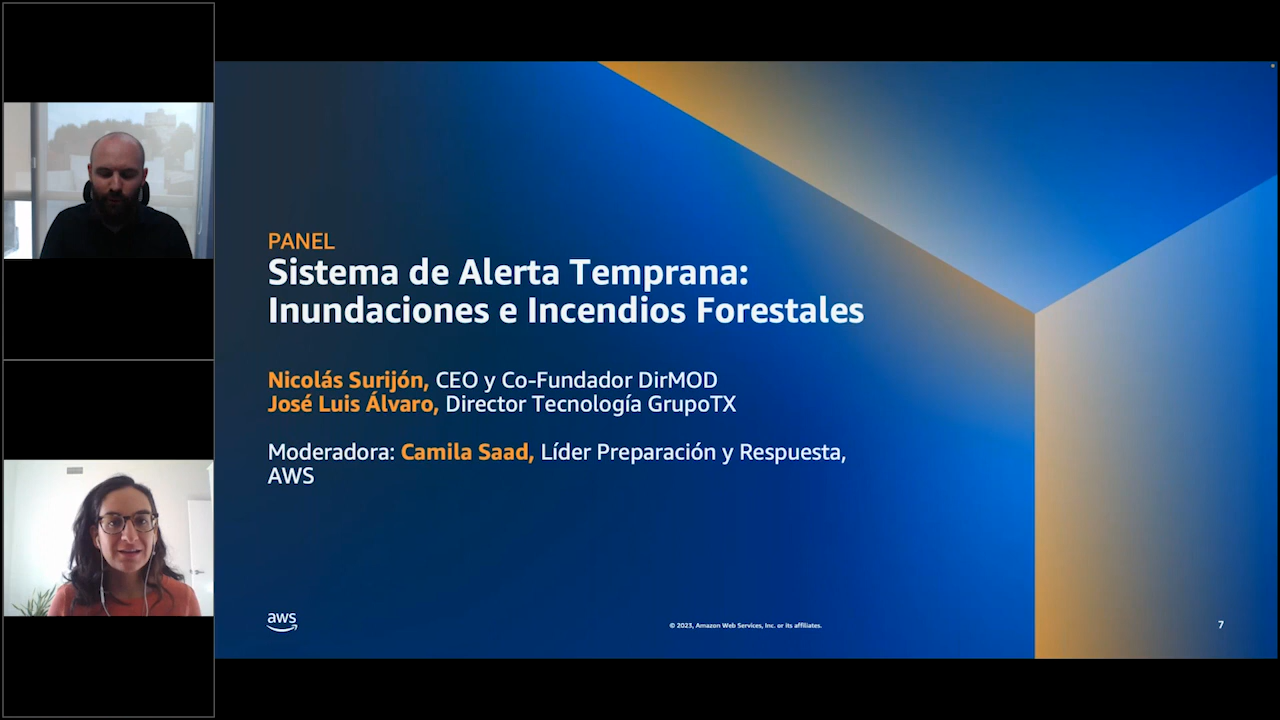 PANEL
Sistema de Alerta Temprana:
Inundaciones e Incendios Forestales
Nicolás Surijón, CEO y Co-Fundador DirMOD
José Luis Álvaro, Director Tecnología GrupoTX
Moderadora: Camila Saad, Líder Preparación y Respuesta,
AWS
aws
© 2023, Amazon Web Services, Inc. or its affiliates.
7